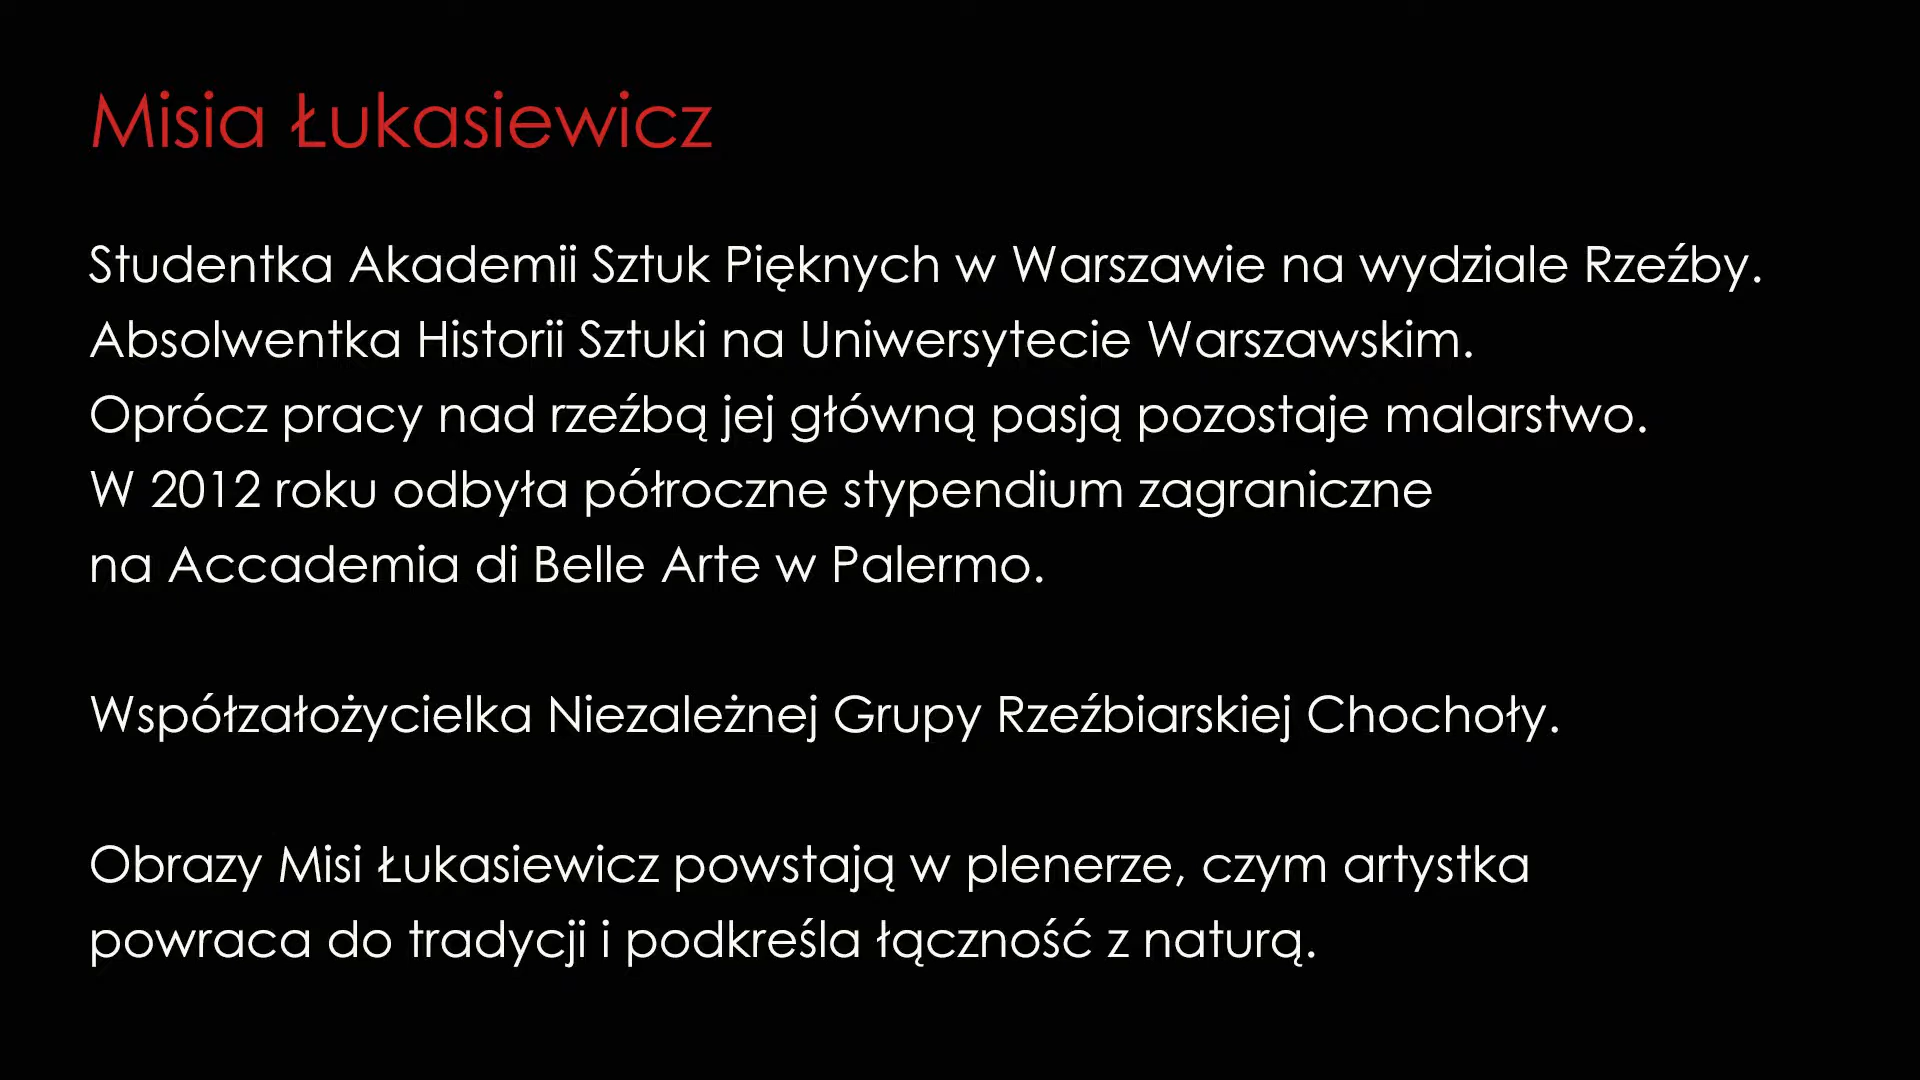 Misia Łukasiewicz
Studentka Akademii Sztuk Pięknych w Warszawie na wydziale Rzeźby.
Absolwentka Historii Sztuki na Uniwersytecie Warszawskim.
Oprócz pracy nad rzeźbą jej główną pasją pozostaje malarstwo.
W 2012 roku odbyła półroczne stypendium zagraniczne
na Accademia di Belle Arte w Palermo.
Współzałożycielka Niezależnej Grupy Rzeźbiarskiej Chochoły.
Obrazy Misi Łukasiewicz powstają w plenerze, czym artystka
powraca do tradycji i podkreśla łączność z naturą.